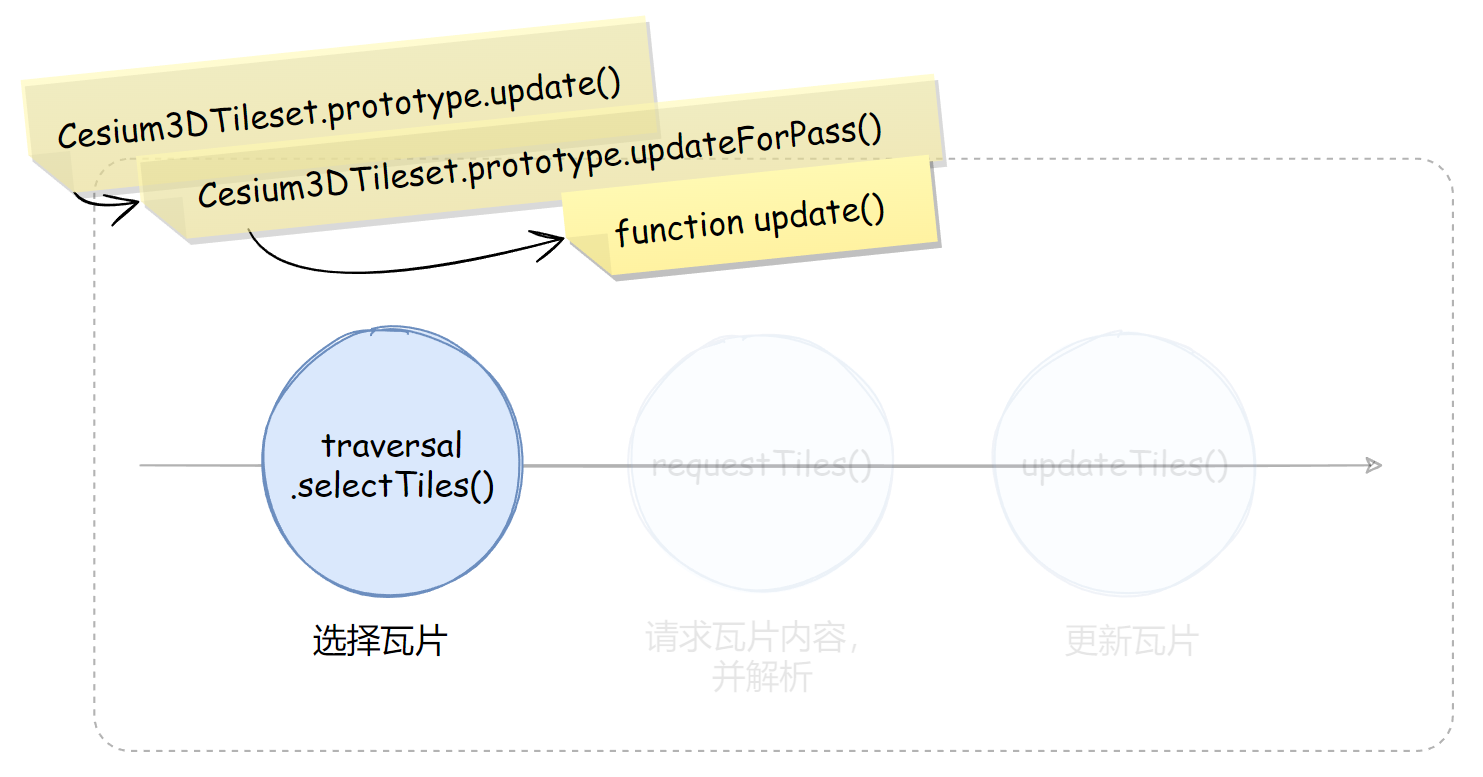 Cesium3DTileset.prototype.update()
Cesium3DTileset.prototype.updateForPass()
function update()
traversal
.selectTiles()
requestTiles()
updateTiles()
选择瓦片
请求瓦片内容，
并解析
更新瓦片